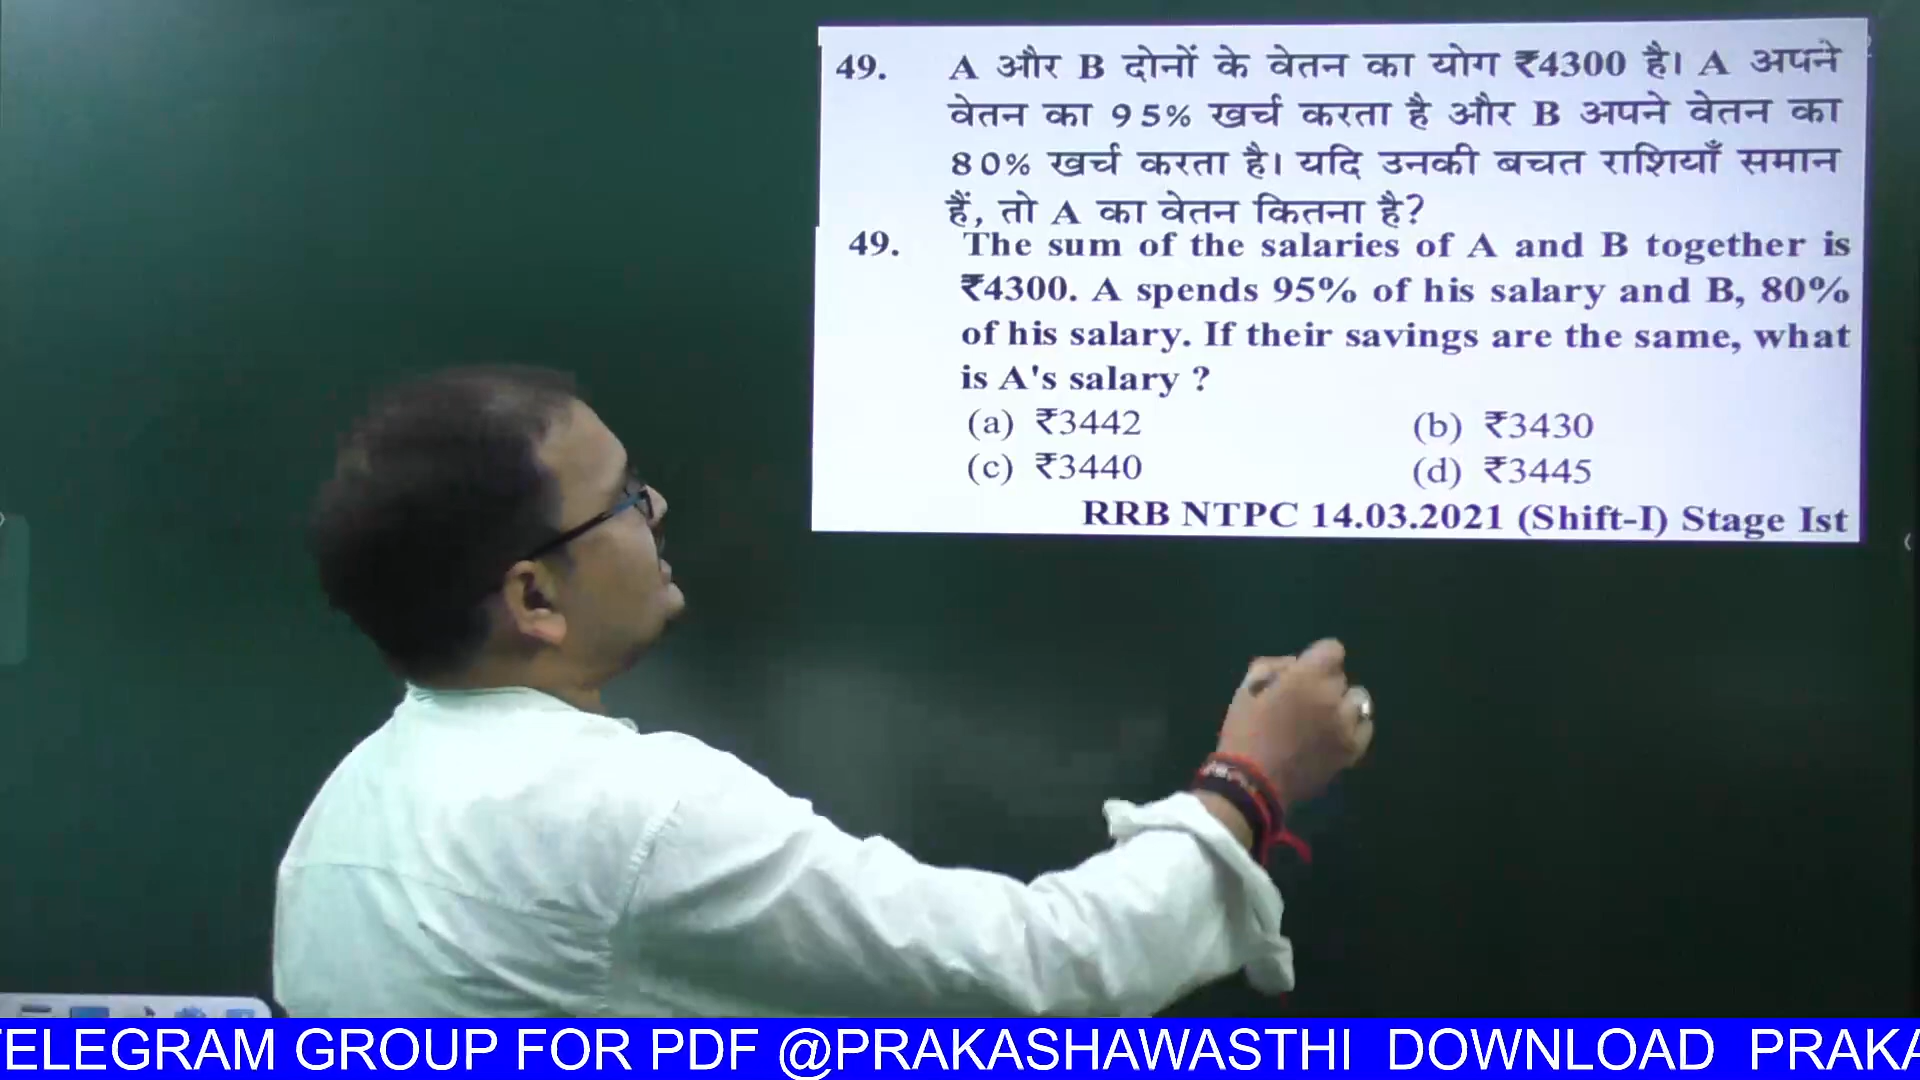 49. A और B दोनों के वेतन का योग ₹4300 है। A अपने
वेतन का 95% खर्च करता है और B अपने वेतन का
80% खर्च करता है। यदि उनकी बचत राशियाँ समान
हैं, तो A का वेतन कितना है?
49. The sum of the salaries of A and B together is
₹4300. A spends 95% of his salary and B, 80%
of his salary. If their savings are the same, what
is A's salary ?
(a) ₹3442 (b) ₹3430
(c) ₹3440 (d) ₹3445
RRB NTPC 14.03.2021 (Shift-I) Stage Ist
TELEGRAM GROUP FOR PDF @PRAKASHAWASTHI DOWNLOAD PRAKA